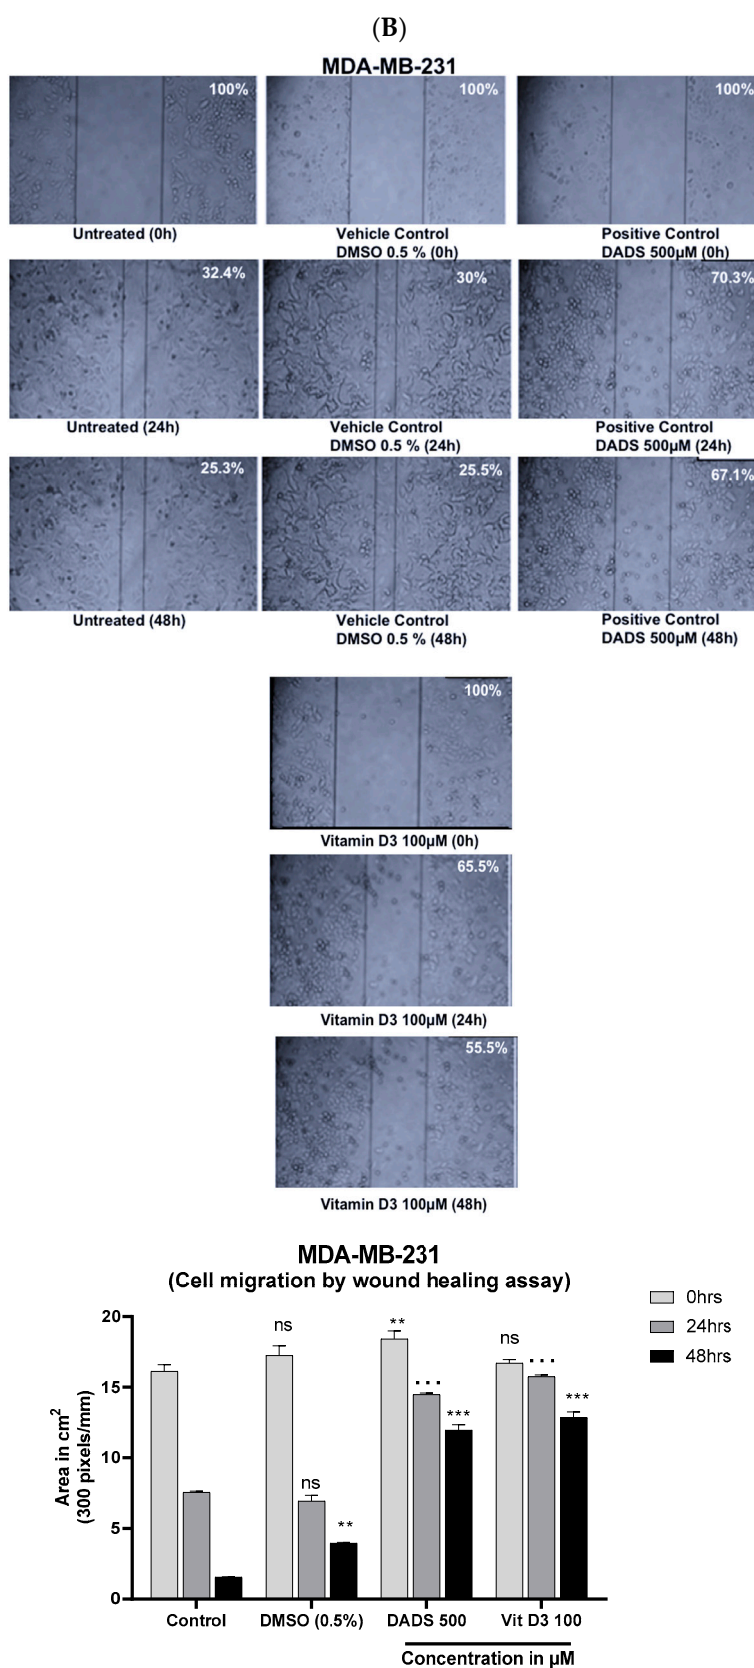 (B)
MDA-MB-231
100%
100%
100%
Untreated (0h)
Vehicle Control
DMSO 0.5 % (0h)
Positive Control
DADS 500µM (0h)
32.4%
30%
70.3%
Untreated (24h)
Vehicle Control
DMSO 0.5 % (24h)
Positive Control
DADS 500µM (24h)
25.3%
25.5%
67.1%
Untreated (48h)
Vehicle Control
DMSO 0.5 % (48h)
Positive Control
DADS 500µM (48h)
100%
Vitamin D3 100µM (0h)
65.5%
Vitamin D3 100µM (24h)
55.5%
Vitamin D3 100µM (48h)
MDA-MB-231
(Cell migration by wound healing assay)
0hrs
24hrs
48hrs
Area in cm²
(300 pixels/mm)
20
15
10
5
0
ns
ns
**
**
...
***
ns
...
***
Control
DMSO (0.5%)
DADS 500
Vit D3 100
Concentration in µM